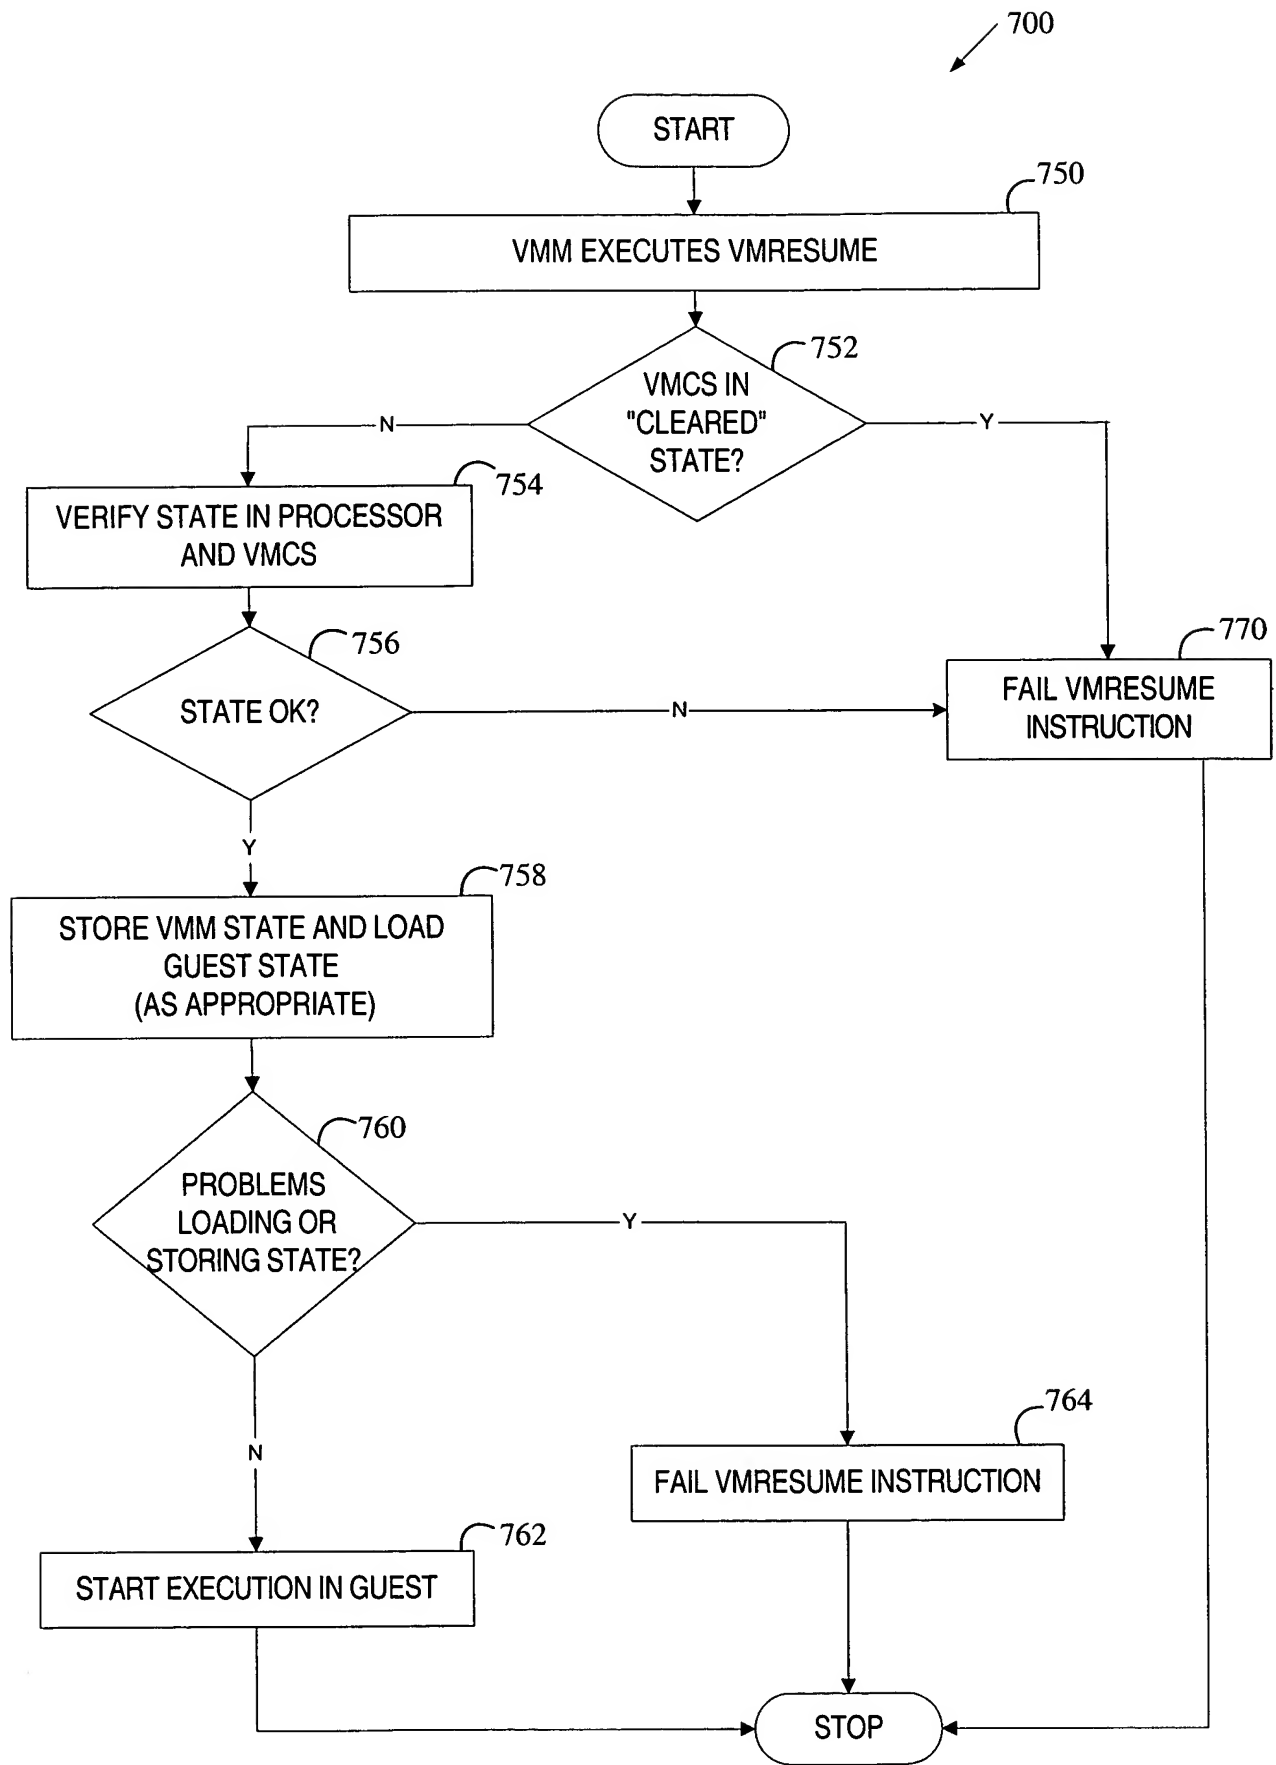 700
START
750
VMM EXECUTES VMRESUME
752
VMCS IN
"CLEARED"
STATE?
N
Y
754
VERIFY STATE IN PROCESSOR
AND VMCS
756
STATE OK?
N
770
FAIL VMRESUME
INSTRUCTION
Y
758
STORE VMM STATE AND LOAD
GUEST STATE
(AS APPROPRIATE)
760
PROBLEMS
LOADING OR
STORING STATE?
Y
N
764
FAIL VMRESUME INSTRUCTION
762
START EXECUTION IN GUEST
STOP